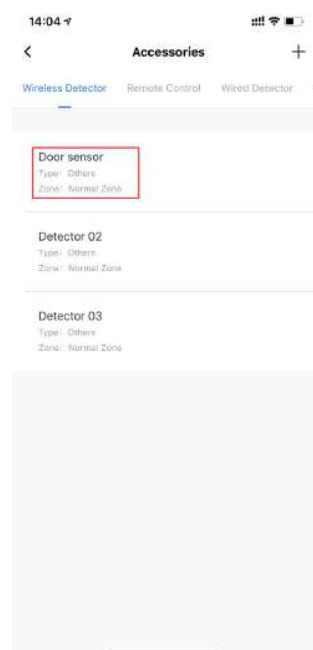 14:04
Accessories
Wireless Detector Remote Control Wired Detector
Door sensor
Type: Others
Zone: Normal Zone
Detector 02
Type: Others
Zone: Normal Zone
Detector 03
Type: Others
Zone: Normal Zone